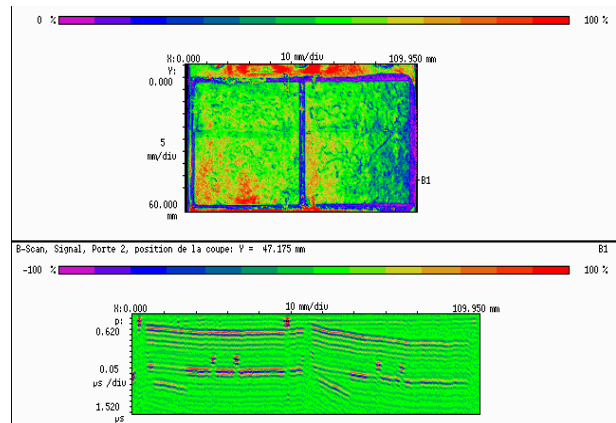 0 % 100 %
X:0.000 10 mm/div 109.950 mm
Y:
0.000
5
mm/div
B1
60.000
mm
B-Scan, Signal, Porte 2, position de la coupe: Y = 47.175 mm B1
-100 % 100 %
X:0.000 10 mm/div 109.950 mm
p:
0.620
0.05
µs /div
1.520
µs